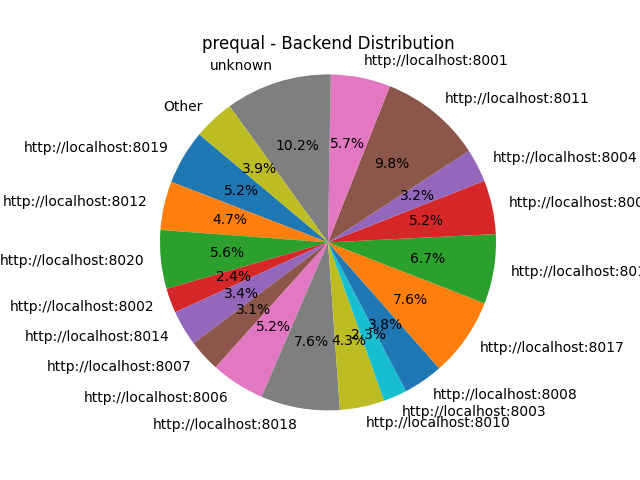 prequal - Backend Distribution
unknown
http://localhost:8001
Other
http://localhost:8011
http://localhost:8019
http://localhost:8004
http://localhost:8012
http://localhost:8020
http://localhost:8002
http://localhost:8014
http://localhost:8017
http://localhost:8007
http://localhost:8006
http://localhost:8008
http://localhost:8003
http://localhost:8018
http://localhost:8010
10.2%
5.7%
3.9%
9.8%
5.2%
3.2%
4.7%
5.2%
5.6%
6.7%
2.4%
3.4%
7.6%
3.1%
3.8%
5.2%
2.3%
7.6%
4.3%